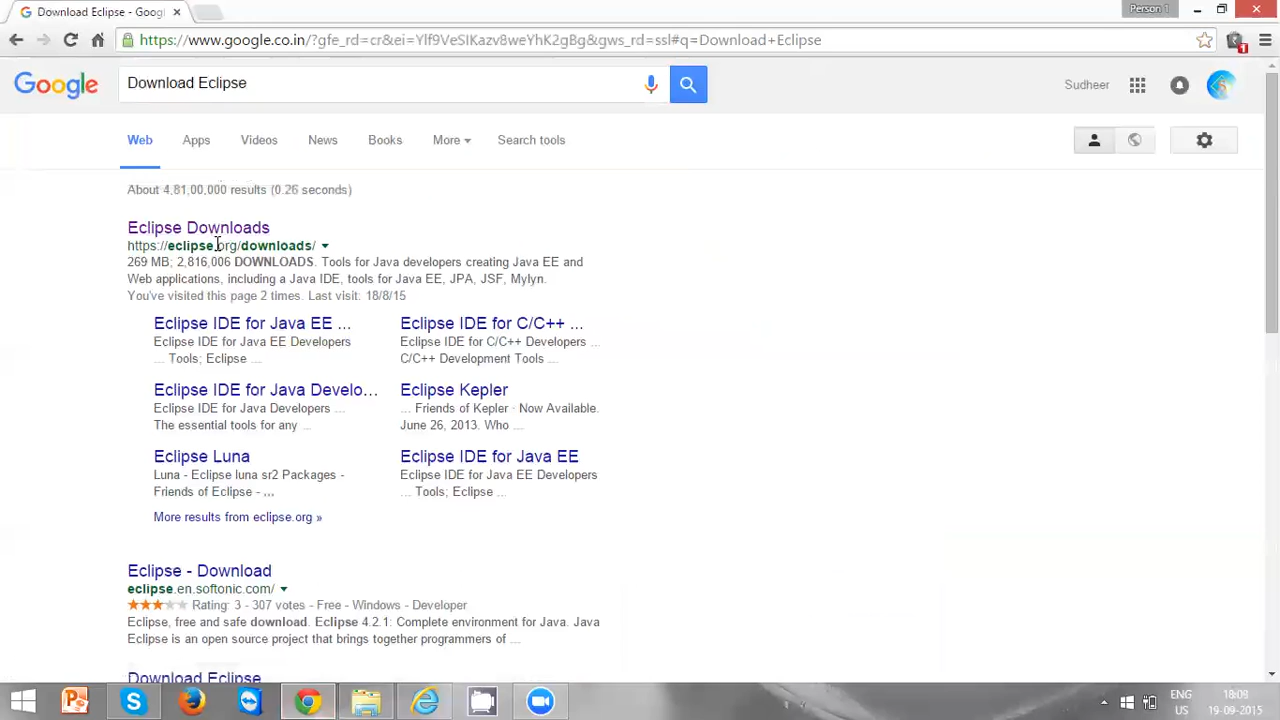 Download Eclipse - Goog
Person 1
https://www.google.co.in/?gfe_rd=cr&ei=Ylf9VeSlKazv8weYhK2gBg&gws_rd=ssl#q=Download+Eclipse
Google
Download Eclipse
Sudheer
Web Apps Videos News Books More Search tools
About 4,81,00,000 results (0.26 seconds)
Eclipse Downloads
https://eclipse.org/downloads/
269 MB; 2,816,006 DOWNLOADS. Tools for Java developers creating Java EE and
Web applications, including a Java IDE, tools for Java EE, JPA, JSF, Mylyn.
You've visited this page 2 times. Last visit: 18/8/15
Eclipse IDE for Java EE ...
Eclipse IDE for Java EE Developers
... Tools; Eclipse ...
Eclipse IDE for C/C++ ...
Eclipse IDE for C/C++ Developers ...
C/C++ Development Tools ...
Eclipse IDE for Java Develo...
Eclipse IDE for Java Developers ...
The essential tools for any ...
Eclipse Kepler
... Friends of Kepler · Now Available.
June 26, 2013. Who ...
Eclipse Luna
Luna - Eclipse luna sr2 Packages -
Friends of Eclipse - ...
Eclipse IDE for Java EE
Eclipse IDE for Java EE Developers
... Tools; Eclipse ...
More results from eclipse.org »
Eclipse - Download
eclipse.en.softonic.com/
Rating: 3 - 307 votes - Free - Windows - Developer
Eclipse, free and safe download. Eclipse 4.2.1: Complete environment for Java. Java
Eclipse is an open source project that brings together programmers of ...
Download Eclipse
ENG 18:09
US 19-09-2015